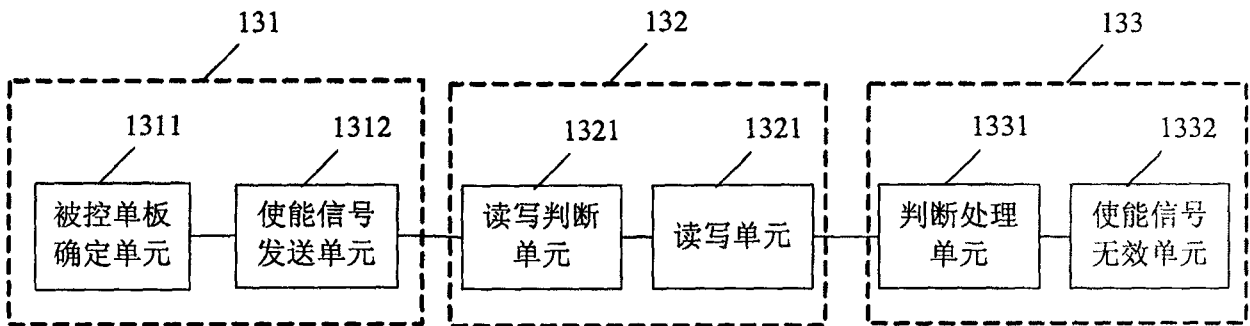 131
132
133
1311
1312
1321
1321
1331
1332
被控单板
确定单元
使能信号
发送单元
读写判断
单元
读写单元
判断处理
单元
使能信号
无效单元